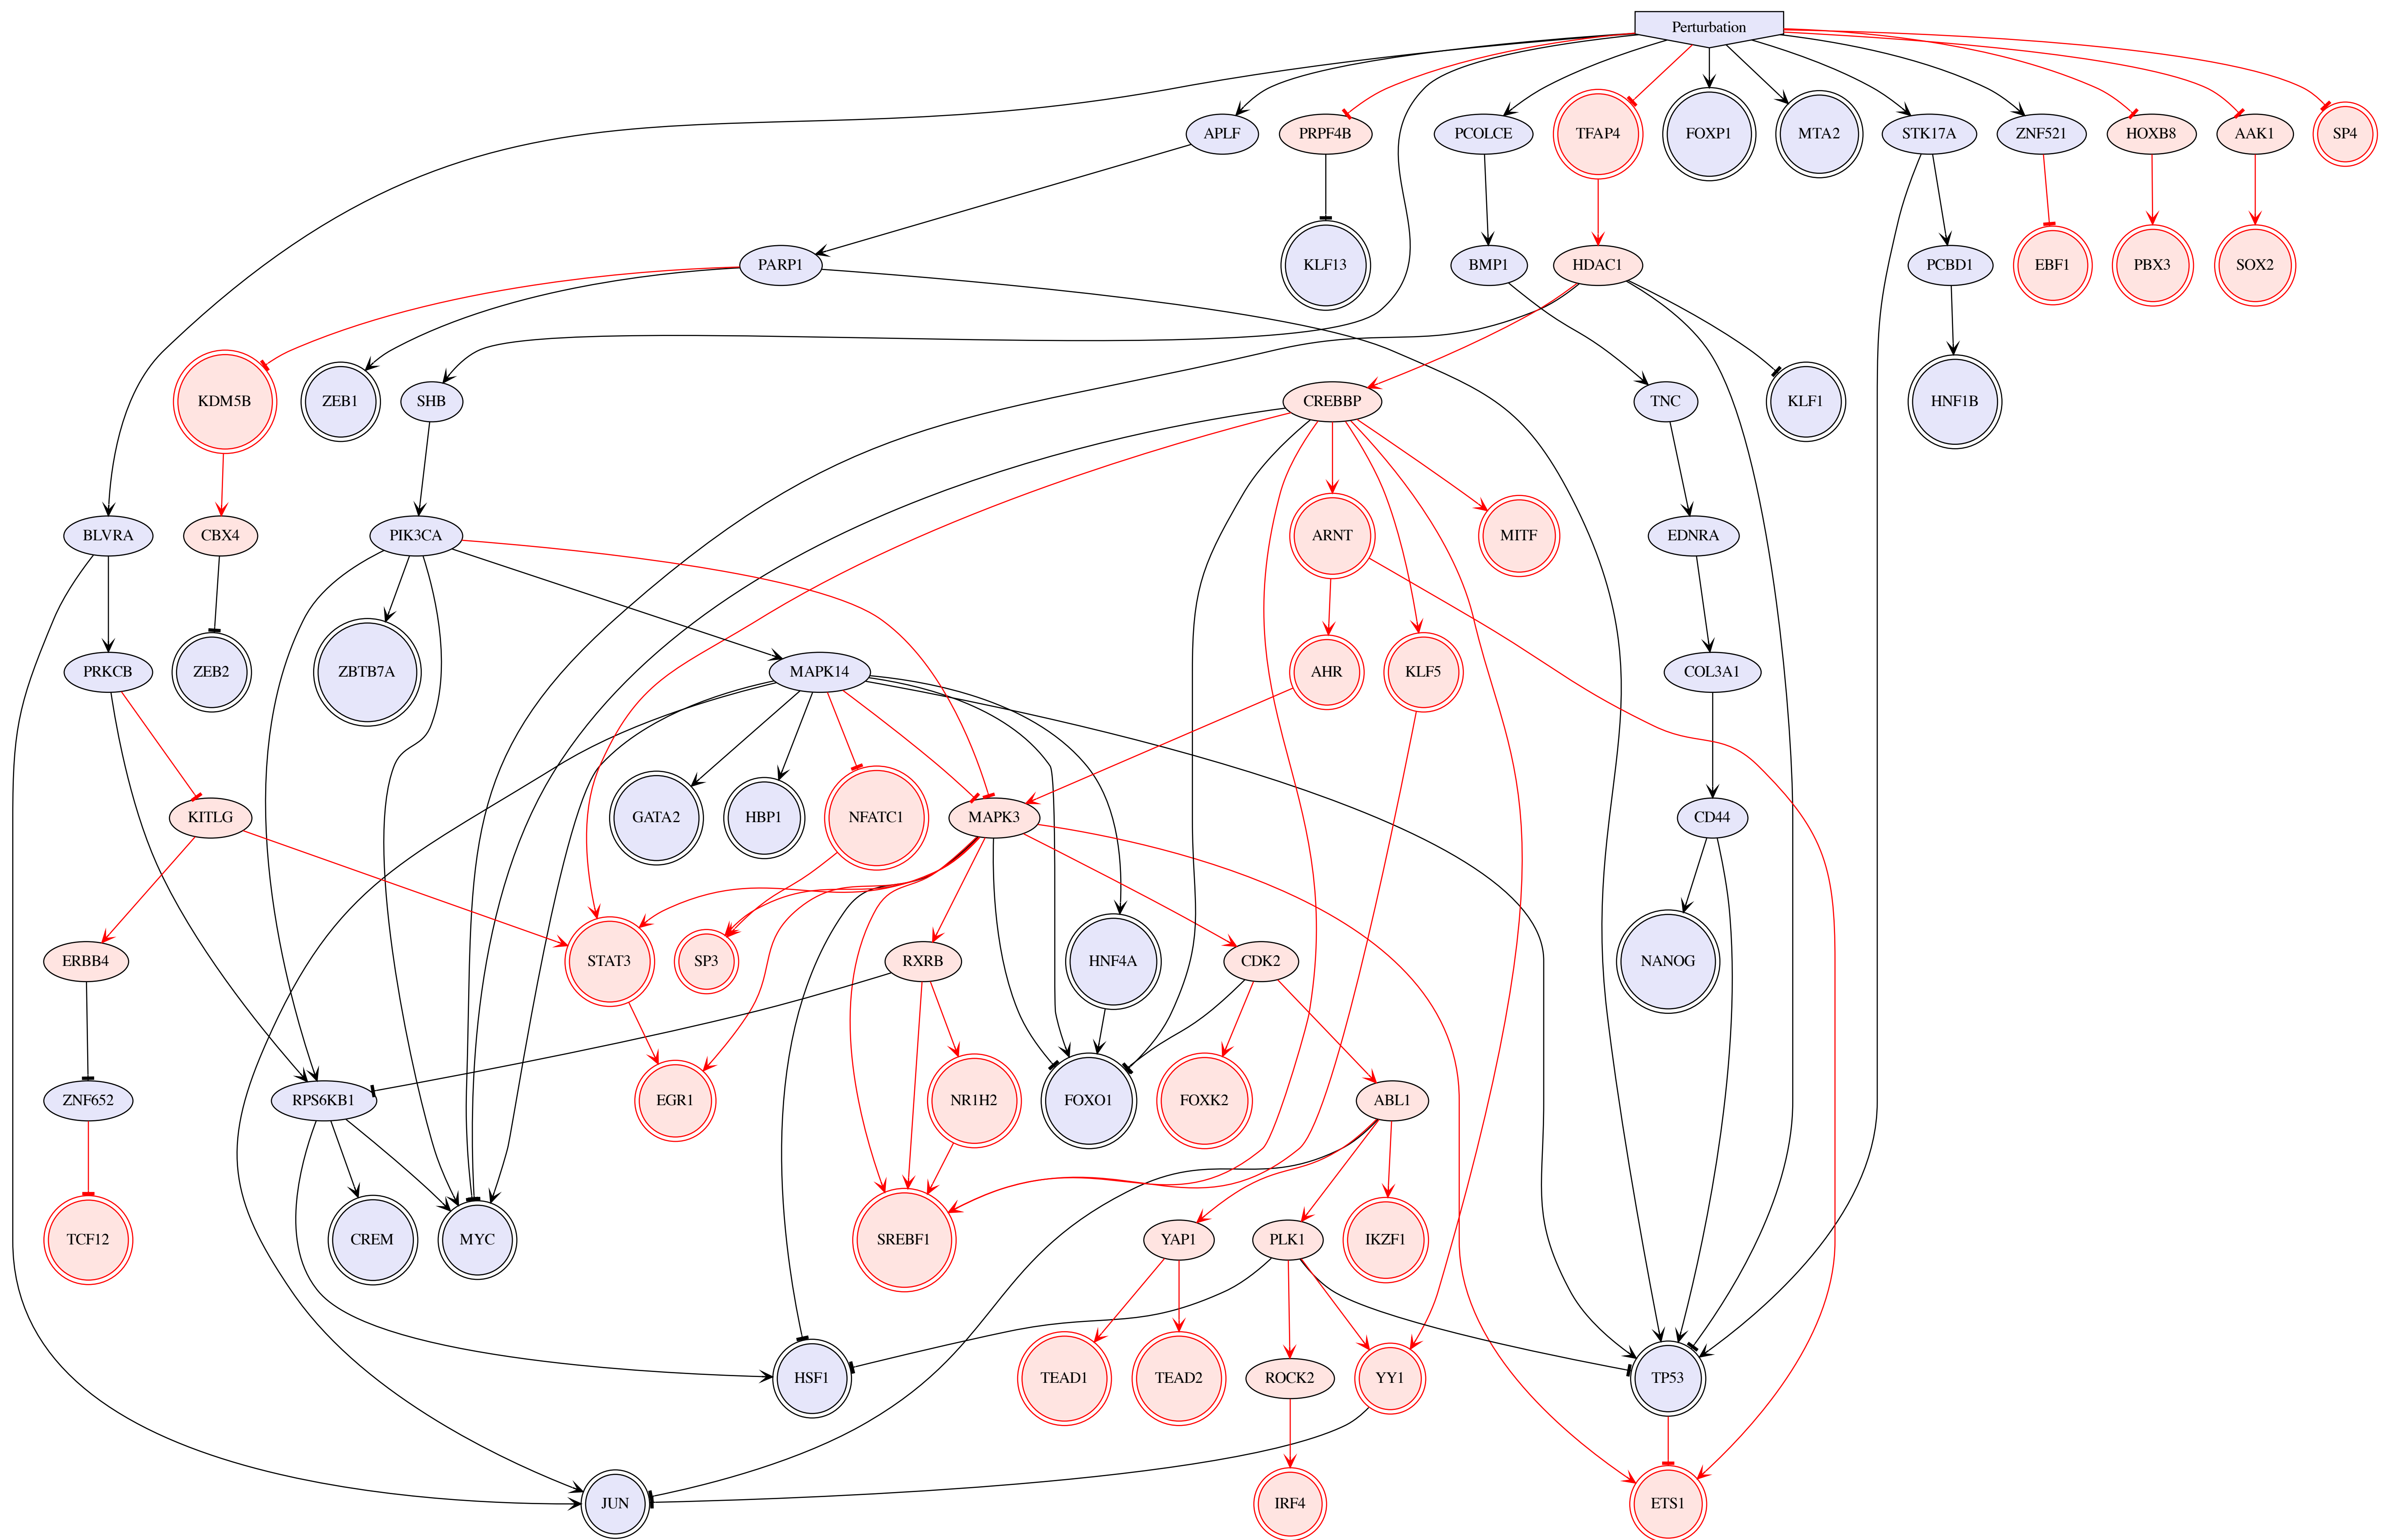 Perturbation
APLF
PRPF4B
PCOLCE
TFAP4
FOXP1
MTA2
STK17A
ZNF521
HOXB8
AAK1
SP4
PARP1
KLF13
BMP1
HDAC1
PCBD1
EBF1
PBX3
SOX2
KDM5B
ZEB1
SHB
CREBBP
TNC
KLF1
HNF1B
BLVRA
CBX4
PIK3CA
ARNT
MITF
EDNRA
PRKCB
ZEB2
ZBTB7A
MAPK14
AHR
KLF5
COL3A1
KITLG
GATA2
HBP1
NFATC1
MAPK3
CD44
ERBB4
STAT3
SP3
RXRB
HNF4A
CDK2
NANOG
ZNF652
RPS6KB1
EGR1
NR1H2
FOXO1
FOXK2
ABL1
TCF12
CREM
MYC
SREBF1
YAP1
PLK1
IKZF1
HSF1
TEAD1
TEAD2
ROCK2
YY1
TP53
JUN
IRF4
ETS1